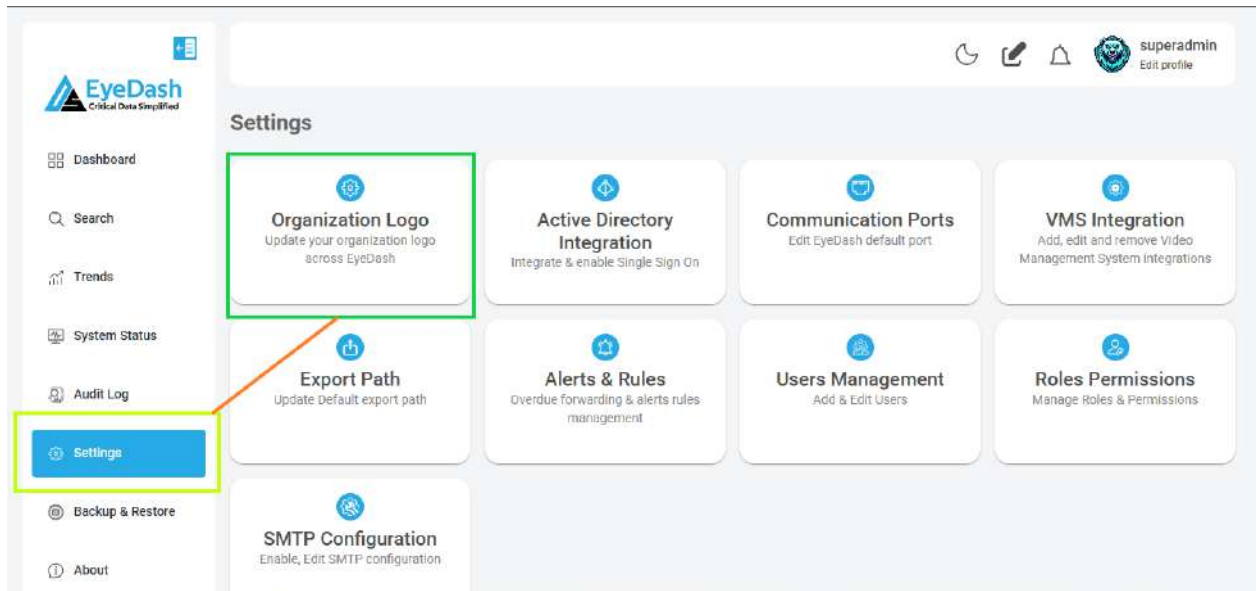 superadmin
Edit profile
EyeDash
Critical Data Simplified
Dashboard
Search
Trends
System Status
Audit Log
Settings
Backup & Restore
About
Settings
Organization Logo
Update your organization logo
across EyeDash
Active Directory
Integration
Integrate & enable Single Sign On
Communication Ports
Edit EyeDash default port
VMS Integration
Add, edit and remove Video
Management System integrations
Export Path
Update Default export path
Alerts & Rules
Overdue forwarding & alerts rules
management
Users Management
Add & Edit Users
Roles Permissions
Manage Roles & Permissions
SMTP Configuration
Enable, Edit SMTP configuration